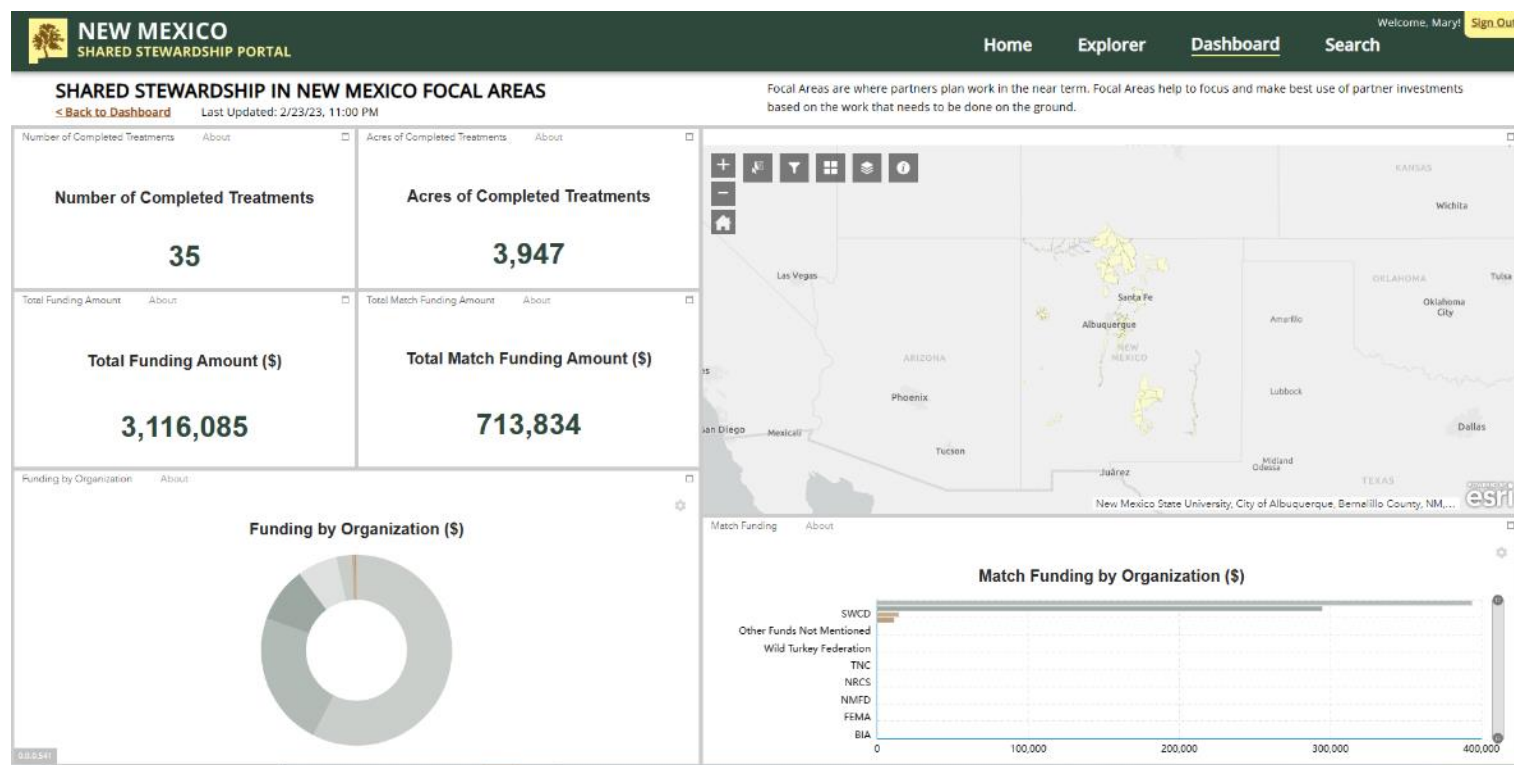 NEW MEXICO
SHARED STEWARDSHIP PORTAL
Welcome, Mary!
Sign Out
Home
Explorer
Dashboard
Search
SHARED STEWARDSHIP IN NEW MEXICO FOCAL AREAS
< Back to Dashboard
Last Updated: 2/23/23, 11:00 PM
Focal Areas are where partners plan work in the near term. Focal Areas help to focus and make best use of partner investments
based on the work that needs to be done on the ground.
Number of Completed Treatments About
Number of Completed Treatments
35
Acres of Completed Treatments About
Acres of Completed Treatments
3,947
Total Funding Amount About
Total Funding Amount ($)
3,116,085
Total Match Funding Amount About
Total Match Funding Amount ($)
713,834
Funding by Organization About
Funding by Organization ($)
0.0.0.541
KANSAS
Wichita
Las Vegas
Santa Fe
OKLAHOMA
Tulsa
Oklahoma
City
Albuquerque
Amarillo
NEW
MEXICO
ARIZONA
Phoenix
Lubbock
San Diego
Mexicali
Dallas
Tucson
Juárez
Midland
Odessa
TEXAS
New Mexico State University, City of Albuquerque, Bernalillo County, NM,...
POWERED BY
esri
Match Funding About
Match Funding by Organization ($)
SWCD
Other Funds Not Mentioned
Wild Turkey Federation
TNC
NRCS
NMFD
FEMA
BIA
0 100,000 200,000 300,000 400,000